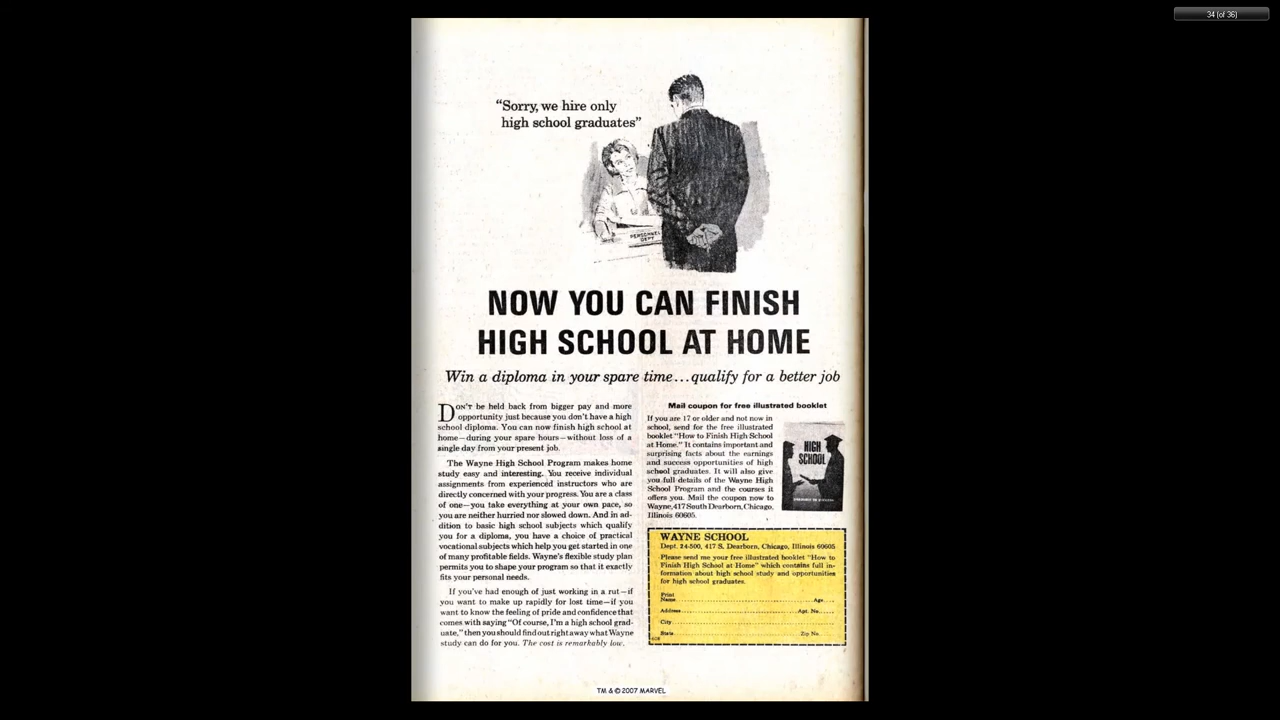 34 (of 36)
“Sorry, we hire only
high school graduates”
PERSONNEL
DEPT
NOW YOU CAN FINISH
HIGH SCHOOL AT HOME
Win a diploma in your spare time...qualify for a better job
DON'T be held back from bigger pay and more
opportunity just because you don't have a high
school diploma. You can now finish high school at
home—during your spare hours—without loss of a
single day from your present job.
The Wayne High School Program makes home
study easy and interesting. You receive individual
assignments from experienced instructors who are
directly concerned with your progress. You are a class
of one—you take everything at your own pace, so
you are neither hurried nor slowed down. And in ad-
dition to basic high school subjects which qualify
you for a diploma, you have a choice of practical
vocational subjects which help you get started in one
of many profitable fields. Wayne's flexible study plan
permits you to shape your program so that it exactly
fits your personal needs.
If you've had enough of just working in a rut—if
you want to make up rapidly for lost time—if you
want to know the feeling of pride and confidence that
comes with saying “Of course, I'm a high school grad-
uate,” then you should find out right away what Wayne
study can do for you. The cost is remarkably low.
Mail coupon for free illustrated booklet
If you are 17 or older and not now in
school, send for the free illustrated
booklet “How to Finish High School
at Home.” It contains important and
surprising facts about the earnings
and success opportunities of high
school graduates. It will also give
you full details of the Wayne High
School Program and the courses it
offers you. Mail the coupon now to
Wayne, 417 South Dearborn, Chicago,
Illinois 60605.
HIGH
SCHOOL
WAYNE SCHOOL
Dept. 24-500, 417 S. Dearborn, Chicago, Illinois 60605
Please send me your free illustrated booklet “How to
Finish High School at Home” which contains full in-
formation about high school study and opportunities
for high school graduates.
Print
Name Age
Address Apt. No.
City
State Zip No.
TM & © 2007 MARVEL